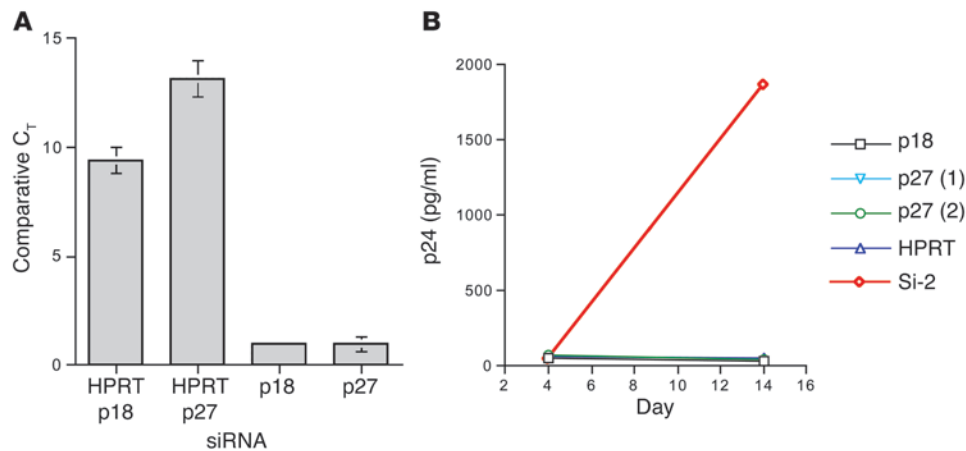 A
15
10
5
0
Comparative C_T
HPRT HPRT p18 p27
p18 p27
siRNA
B
2000
1500
1000
500
0
p24 (pg/ml)
2 4 6 8 10 12 14 16
Day
p18
p27 (1)
p27 (2)
HPRT
Si-2